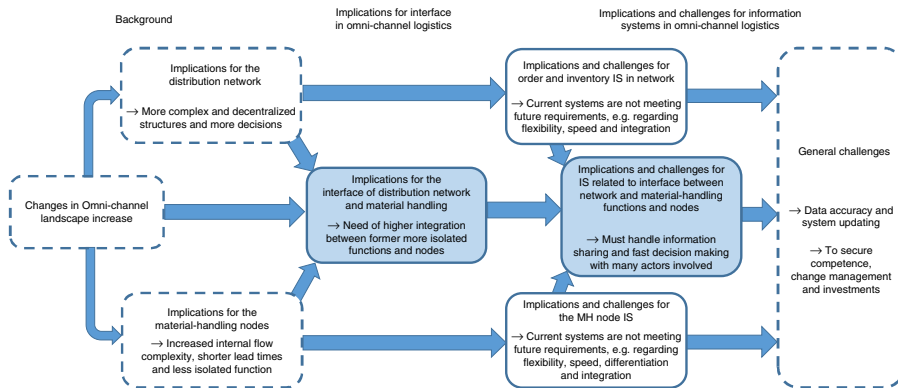 Background
Implications for interface
in omni-channel logistics
Implications and challenges for information
systems in omni-channel logistics
Changes in Omni-channel
landscape increase
Implications for the
distribution network
→ More complex and decentralized
structures and more decisions
Implications for the
material-handling nodes
→ Increased internal flow
complexity, shorter lead times
and less isolated function
Implications for the
interface of distribution network
and material handling
→ Need of higher integration
between former more isolated
functions and nodes
Implications and challenges for
order and inventory IS in network
→ Current systems are not meeting
future requirements, e.g. regarding
flexibility, speed and integration
Implications and challenges for
IS related to interface between
network and material-handling
functions and nodes
→ Must handle information
sharing and fast decision making
with many actors involved
Implications and challenges for
the MH node IS
→ Current systems are not meeting
future requirements, e.g. regarding
flexibility, speed, differentiation
and integration
General challenges
→ Data accuracy and
system updating
→ To secure
competence,
change management
and investments